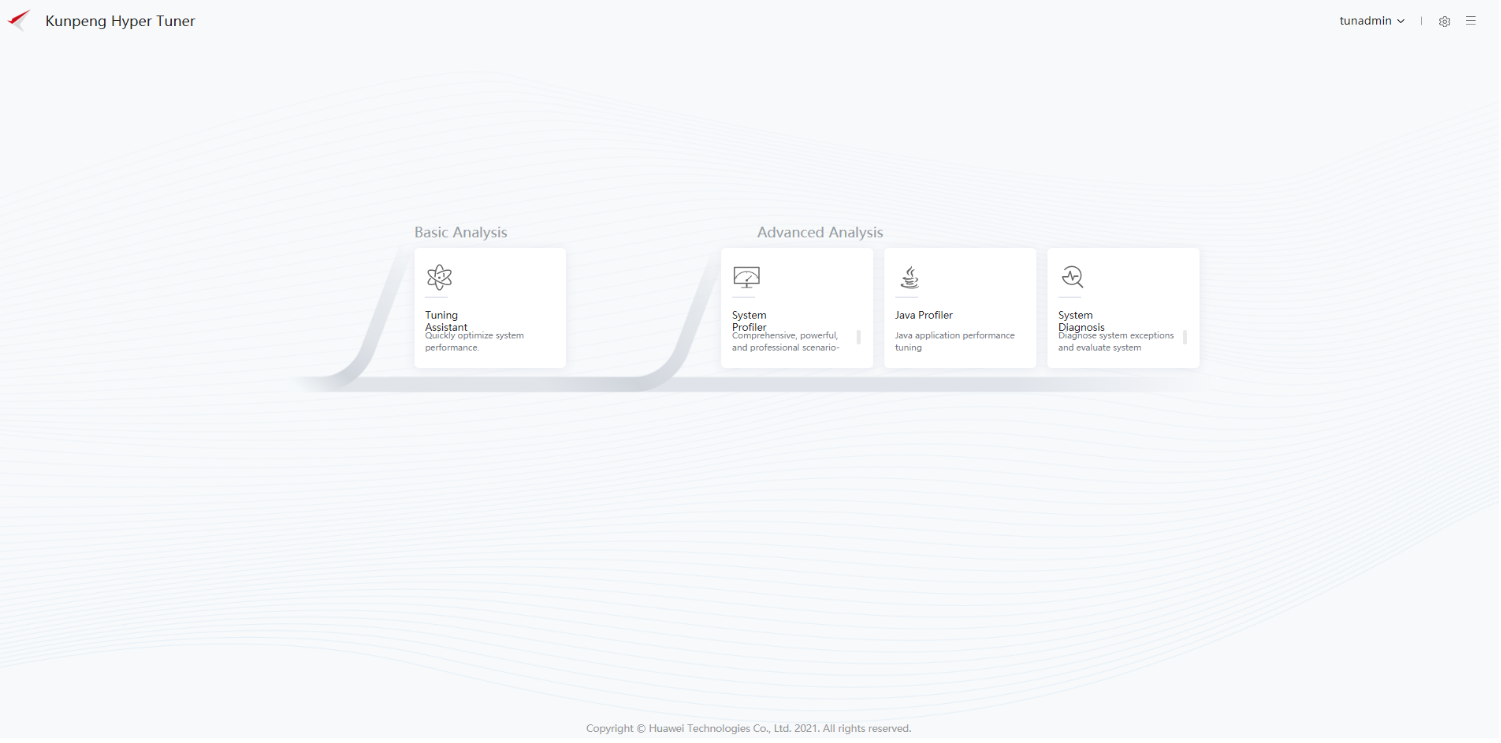 Kunpeng Hyper Tuner
tunadmin
Basic Analysis
Tuning
Assistant
Quickly optimize system
performance.
Advanced Analysis
System
Profiler
Comprehensive, powerful,
and professional scenario-
Java Profiler
Java application performance
tuning
System
Diagnosis
Diagnose system exceptions
and evaluate system
Copyright © Huawei Technologies Co., Ltd. 2021. All rights reserved.